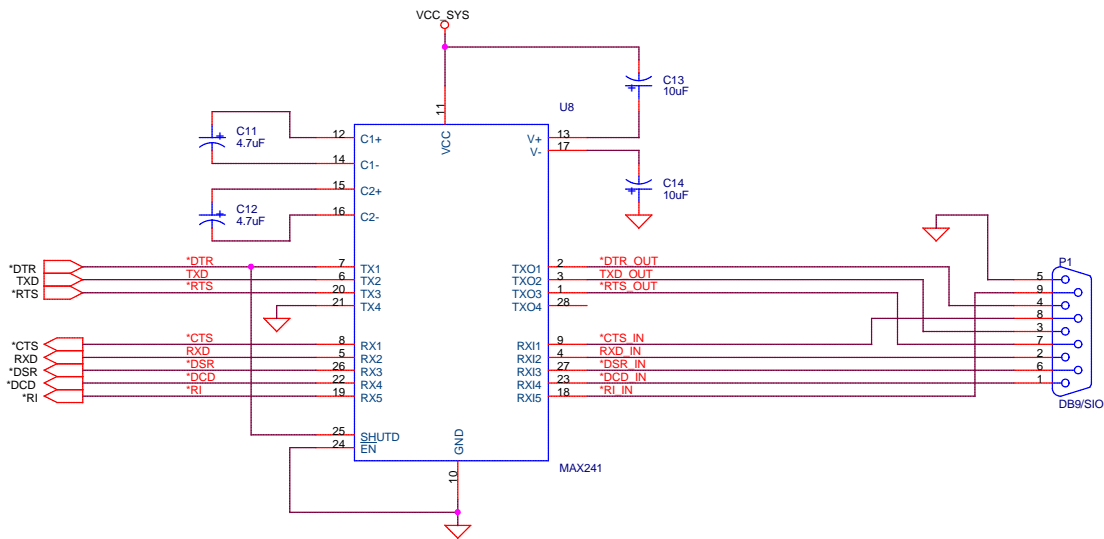 VCC_SYS
C13
10uF
U8
11
VCC
C11
4.7uF
12 C1+
V+ 13
V- 17
14 C1-
15 C2+
C14
10uF
C12
4.7uF
16 C2-
P1
*DTR *DTR 7 TX1 TXO1 2 *DTR_OUT
TXD TXD 6 TX2 TXO2 3 TXD_OUT
*RTS *RTS 20 TX3 TXO3 1 *RTS_OUT
21 TX4 TXO4 28
*CTS *CTS 8 RX1 RXI1 9 *CTS_IN
RXD RXD 5 RX2 RXI2 4 RXD_IN
*DSR *DSR 26 RX3 RXI3 27 *DSR_IN
*DCD *DCD 22 RX4 RXI4 23 *DCD_IN
*RI *RI 19 RX5 RXI5 18 *RI_IN
5
9
4
8
3
7
2
6
1
DB9/SIO
25 SHUTD
24 EN
GND
10
MAX241